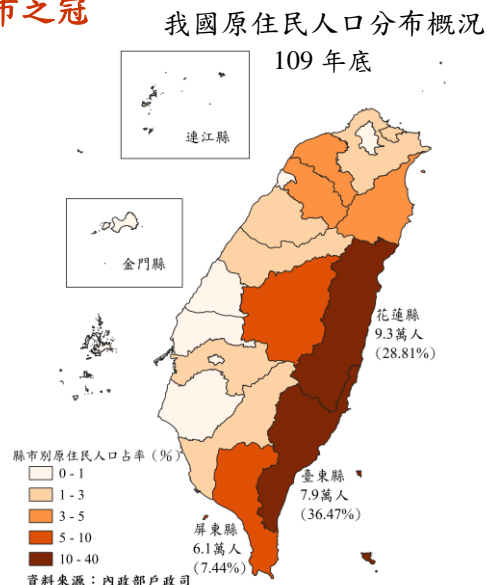 市之冠
我國原住民人口分布概況
109 年底
連江縣
金門縣
花蓮縣
9.3萬人
(28.81%)
縣市別原住民人口占率（%）
0 - 1
1 - 3
3 - 5
5 - 10
10 - 40
臺東縣
7.9萬人
(36.47%)
屏東縣
6.1萬人
(7.44%)
資料來源：內政部戶政司